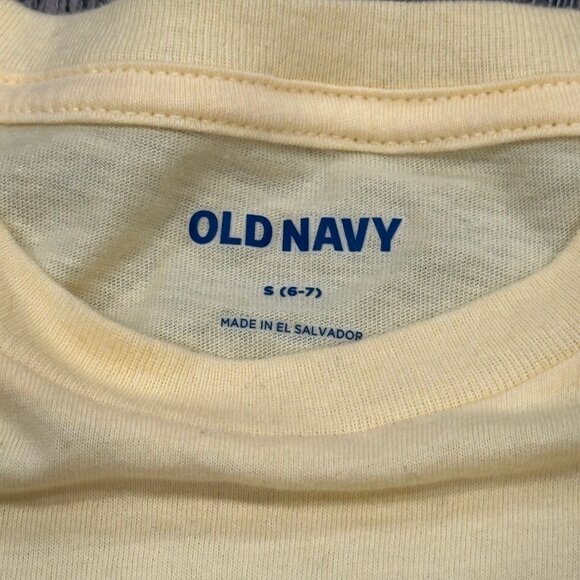 OLD NAVY
S (6-7)
MADE IN EL SALVADOR